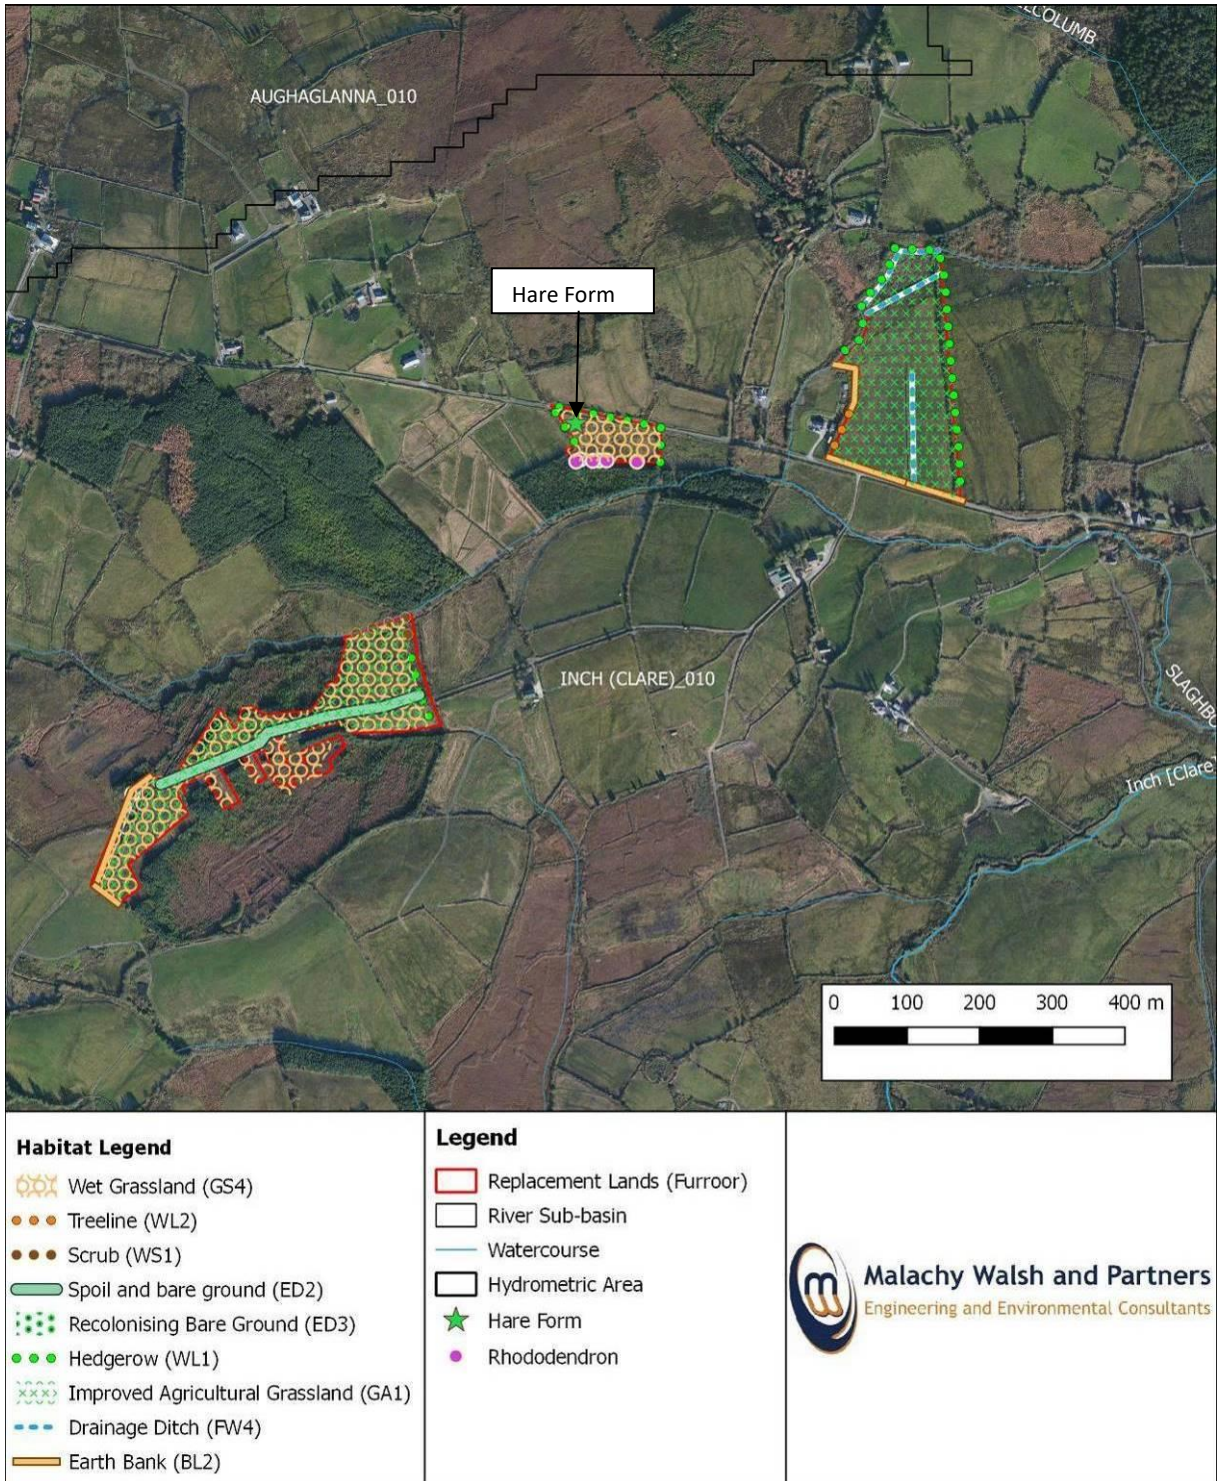 AUGHAGLANNA_010
Hare Form
INCH (CLARE)_010
Inch [Clare]
0 100 200 300 400 m
Habitat Legend
Wet Grassland (GS4)
Treeline (WL2)
Scrub (WS1)
Spoil and bare ground (ED2)
Recolonising Bare Ground (ED3)
Hedgerow (WL1)
Improved Agricultural Grassland (GA1)
Drainage Ditch (FW4)
Earth Bank (BL2)
Legend
Replacement Lands (Furroor)
River Sub-basin
Watercourse
Hydrometric Area
Hare Form
Rhododendron
Malachy Walsh and Partners
Engineering and Environmental Consultants